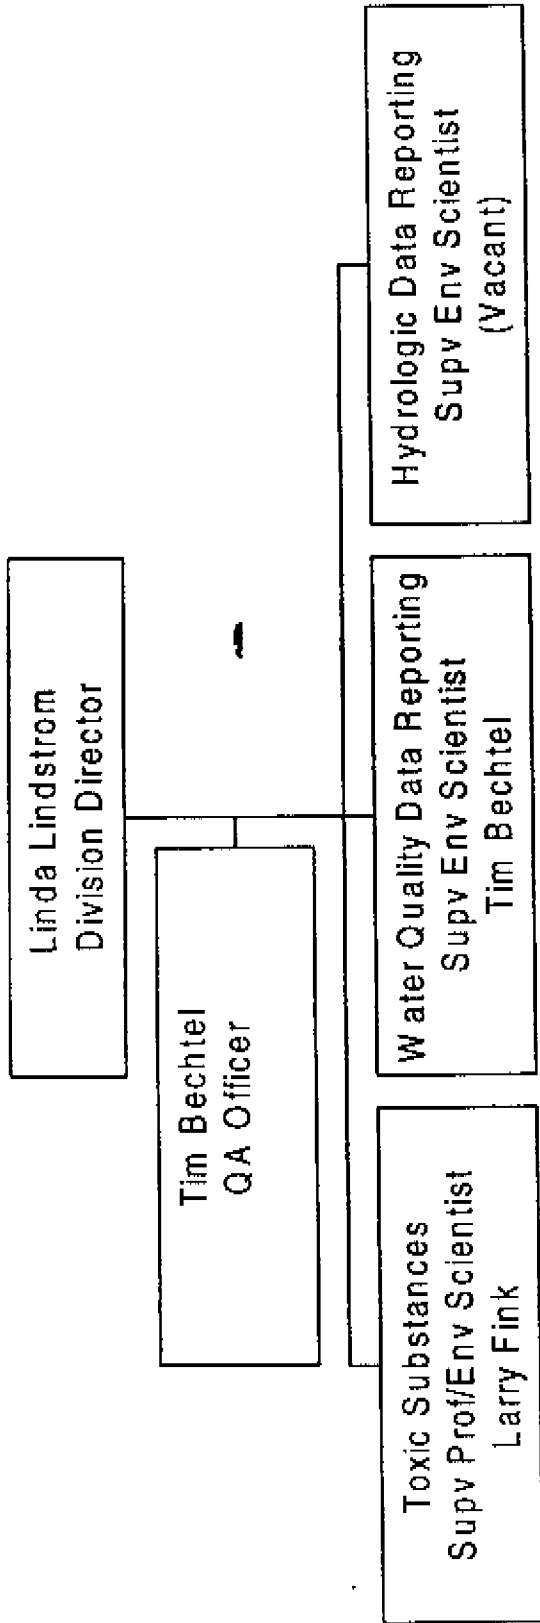 Linda Lindstrom
Division Director
Tim Bechtel
QA Officer
Toxic Substances
Supv Prof/Env Scientist
Larry Fink
Water Quality Data Reporting
Supv Env Scientist
Tim Bechtel
Hydrologic Data Reporting
Supv Env Scientist
(Vacant)